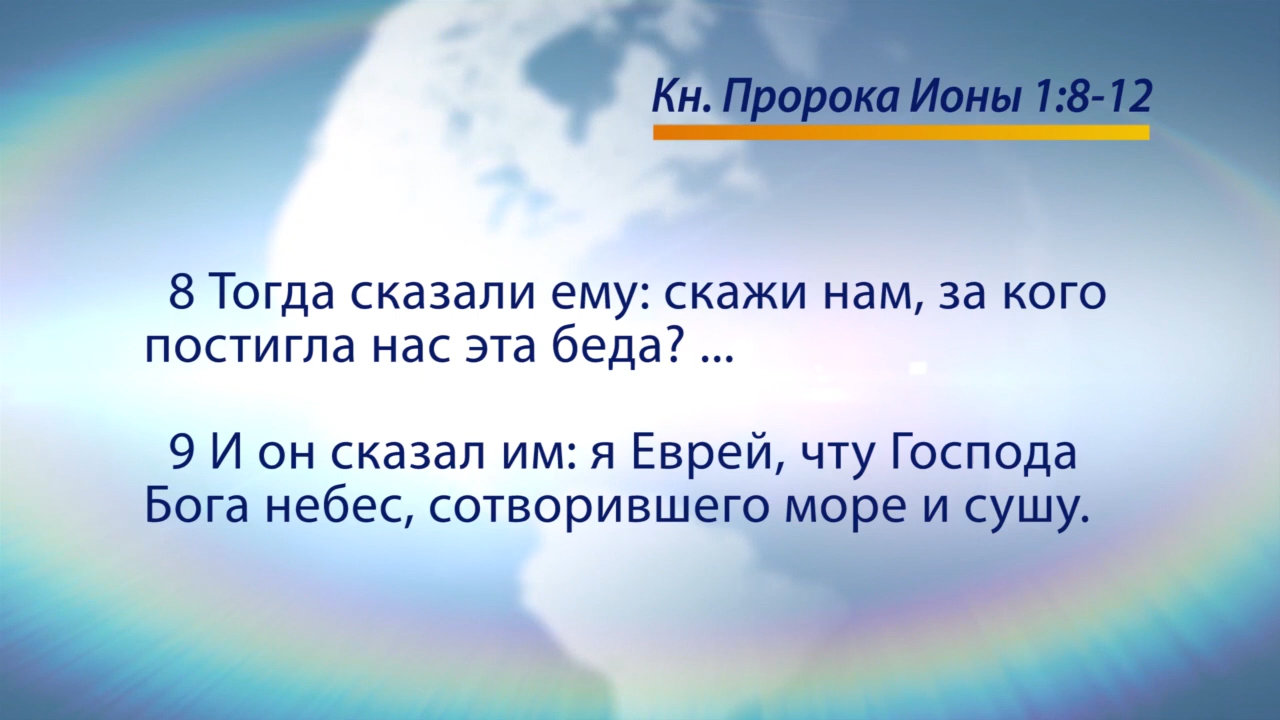 Кн. Пророка Ионы 1:8-12
8 Тогда сказали ему: скажи нам, за кого
постигла нас эта беда? ...
9 И он сказал им: я Еврей, чту Господа
Бога небес, сотворившего море и сушу.